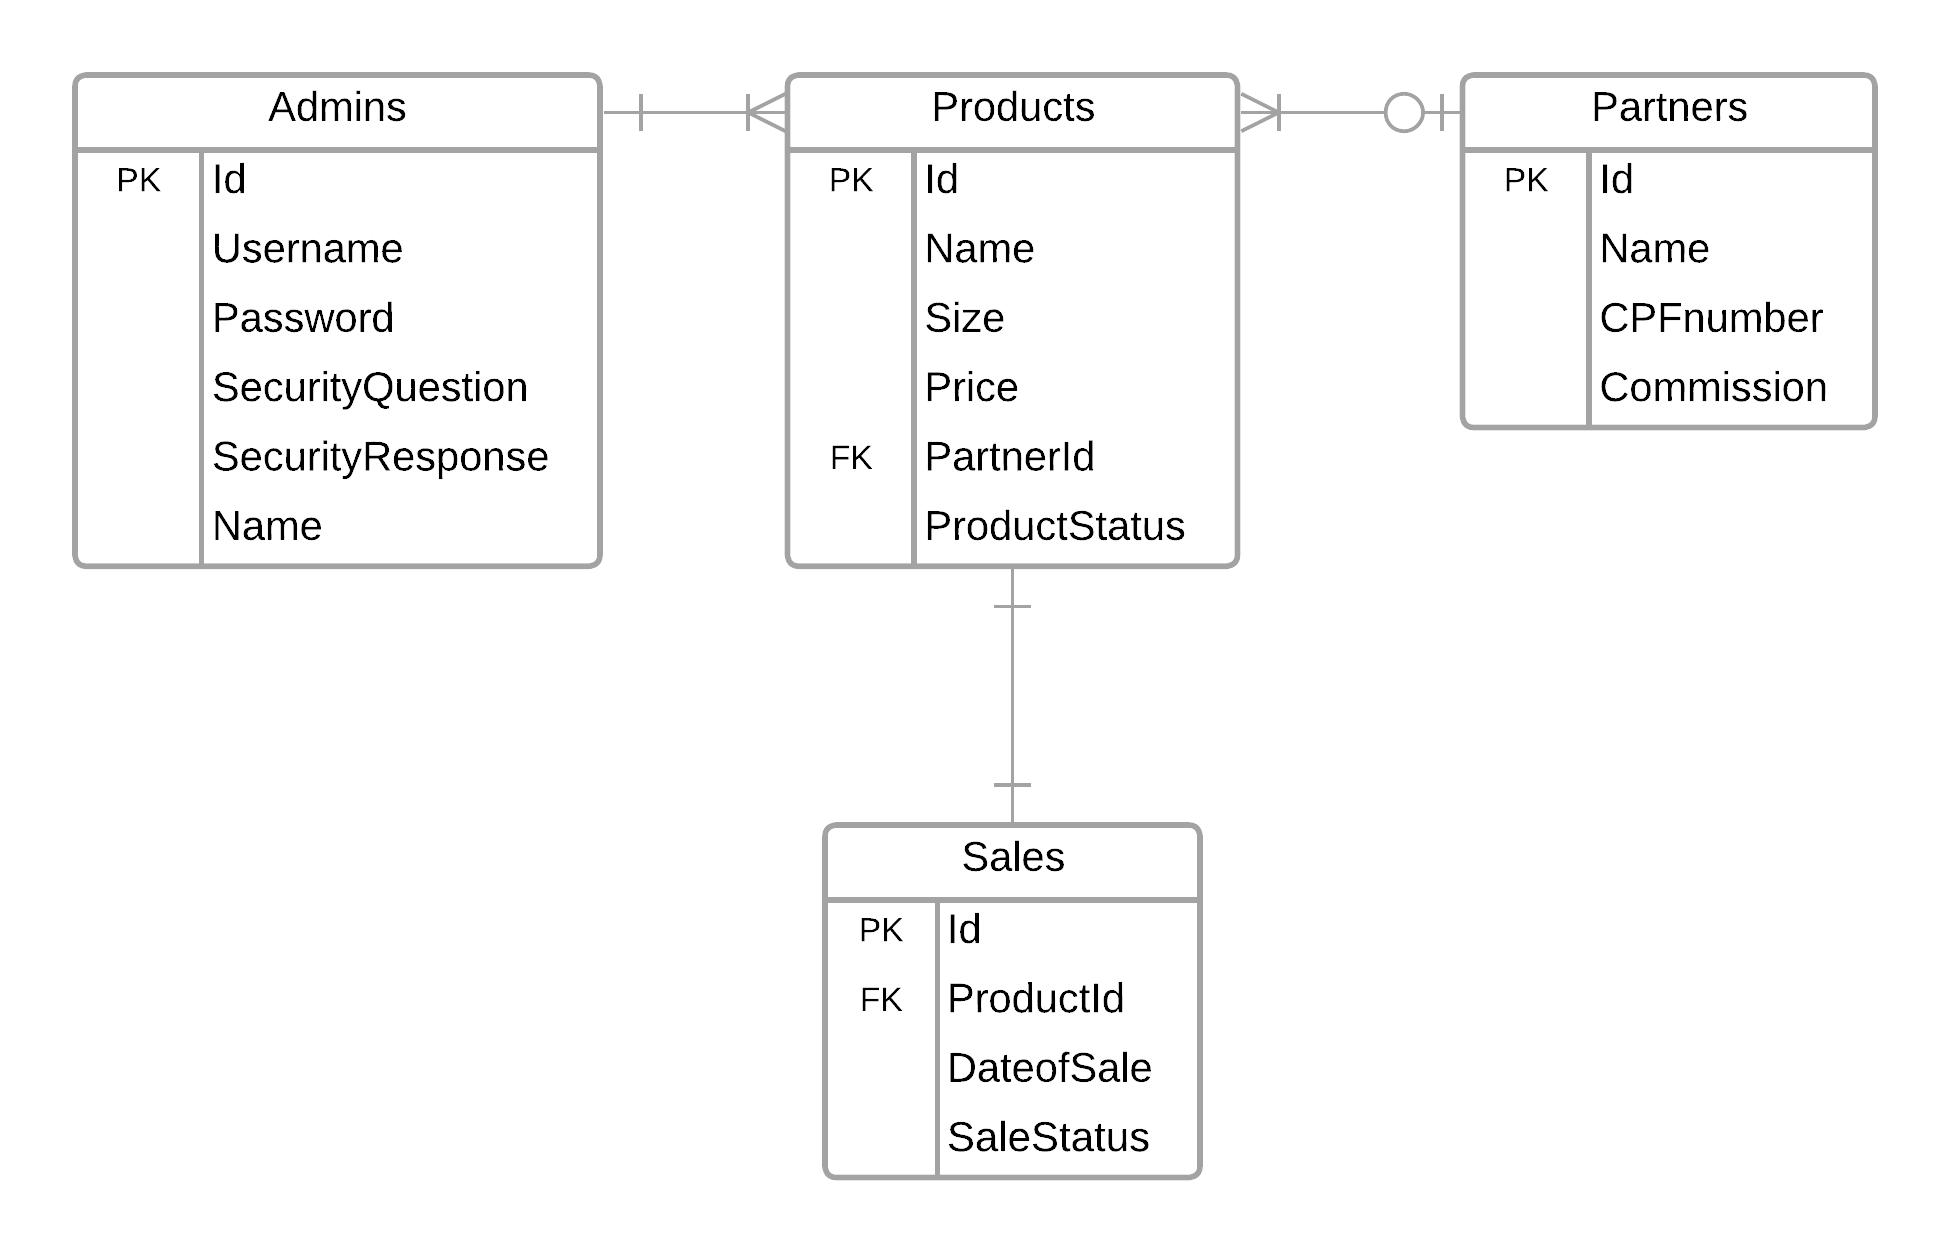 Admins
PK Id
Username
Password
SecurityQuestion
SecurityResponse
Name
Products
PK Id
Name
Size
Price
FK PartnerId
ProductStatus
Partners
PK Id
Name
CPFnumber
Commission
Sales
PK Id
FK ProductId
DateofSale
SaleStatus